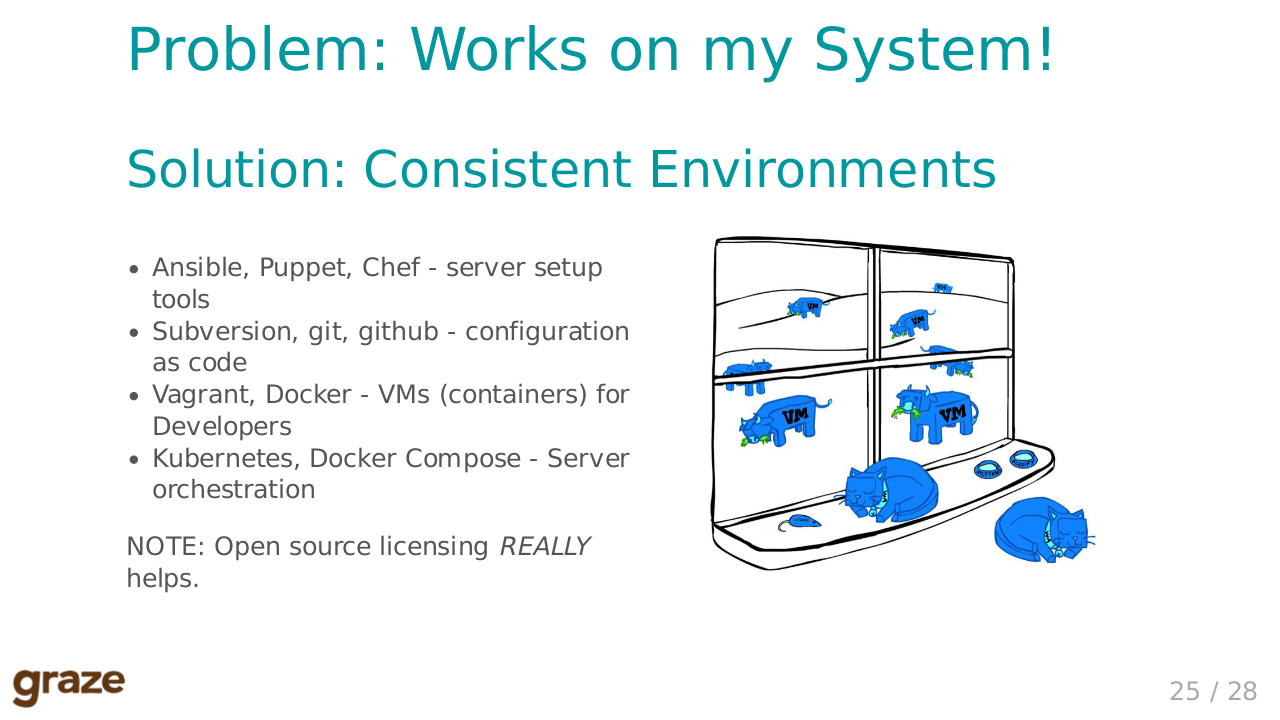 Problem: Works on my System!
Solution: Consistent Environments
• Ansible, Puppet, Chef - server setup
tools
• Subversion, git, github - configuration
as code
• Vagrant, Docker - VMs (containers) for
Developers
• Kubernetes, Docker Compose - Server
orchestration
NOTE: Open source licensing REALLY
helps.
VM
VM
VM
VM
VM
graze
25 / 28